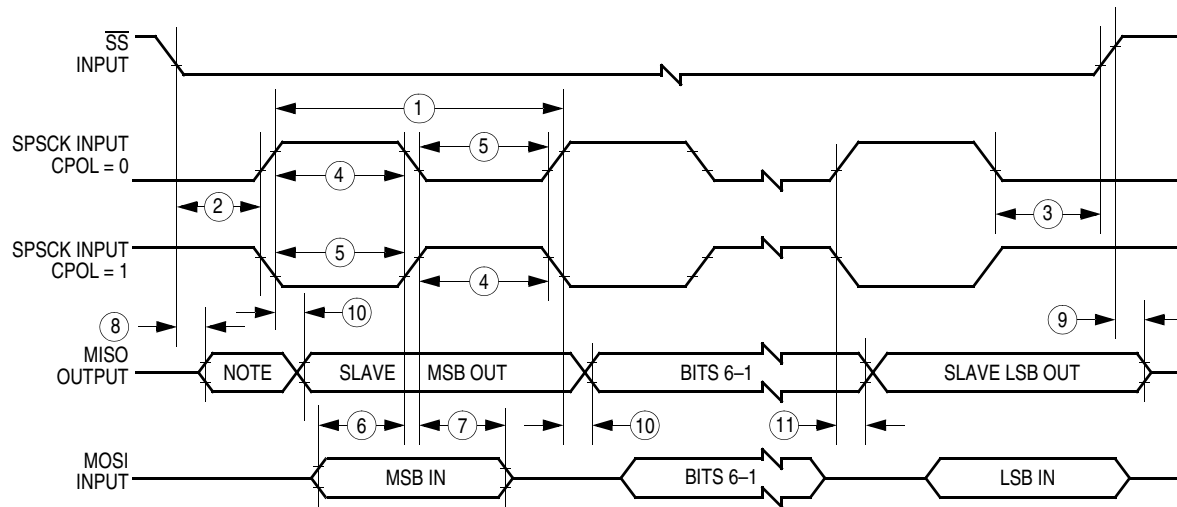 SS
INPUT
1
SPSCK INPUT
CPOL = 0
5
4
2
3
SPSCK INPUT
CPOL = 1
5
4
8
10
9
MISO
OUTPUT
NOTE
SLAVE MSB OUT
BITS 6–1
SLAVE LSB OUT
6
7
10
11
MOSI
INPUT
MSB IN
BITS 6–1
LSB IN